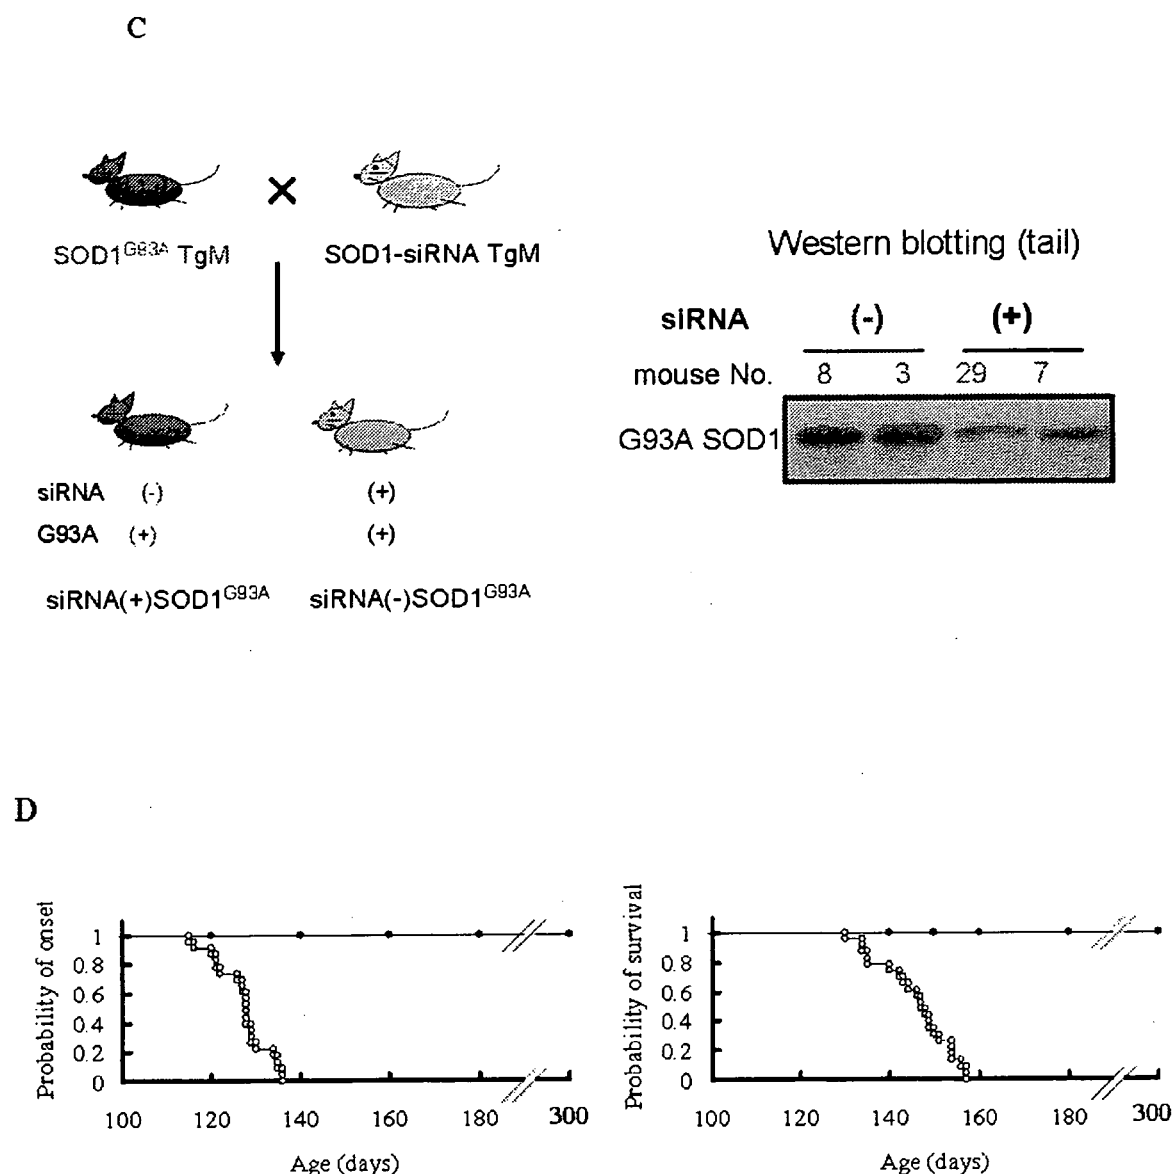 C
SOD1G93A TgM
SOD1-siRNA TgM
siRNA (-) (+)
G93A (+) (+)
siRNA(+)SOD1G93A siRNA(-)SOD1G93A
Western blotting (tail)
siRNA (-) (+)
mouse No. 8 3 29 7
G93A SOD1
D
Probability of onset
1
0.8
0.6
0.4
0.2
0
100 120 140 160 180 300
Age (days)
Probability of survival
1
0.8
0.6
0.4
0.2
0
100 120 140 160 180 300
Age (days)